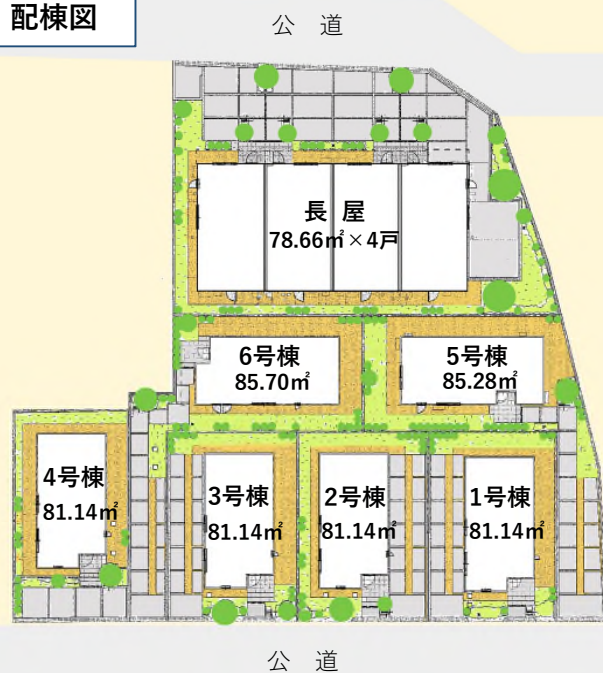 配棟図
公 道
長 屋
78.66㎡×4戸
6号棟
85.70㎡
5号棟
85.28㎡
4号棟
81.14㎡
3号棟
81.14㎡
2号棟
81.14㎡
1号棟
81.14㎡
公 道